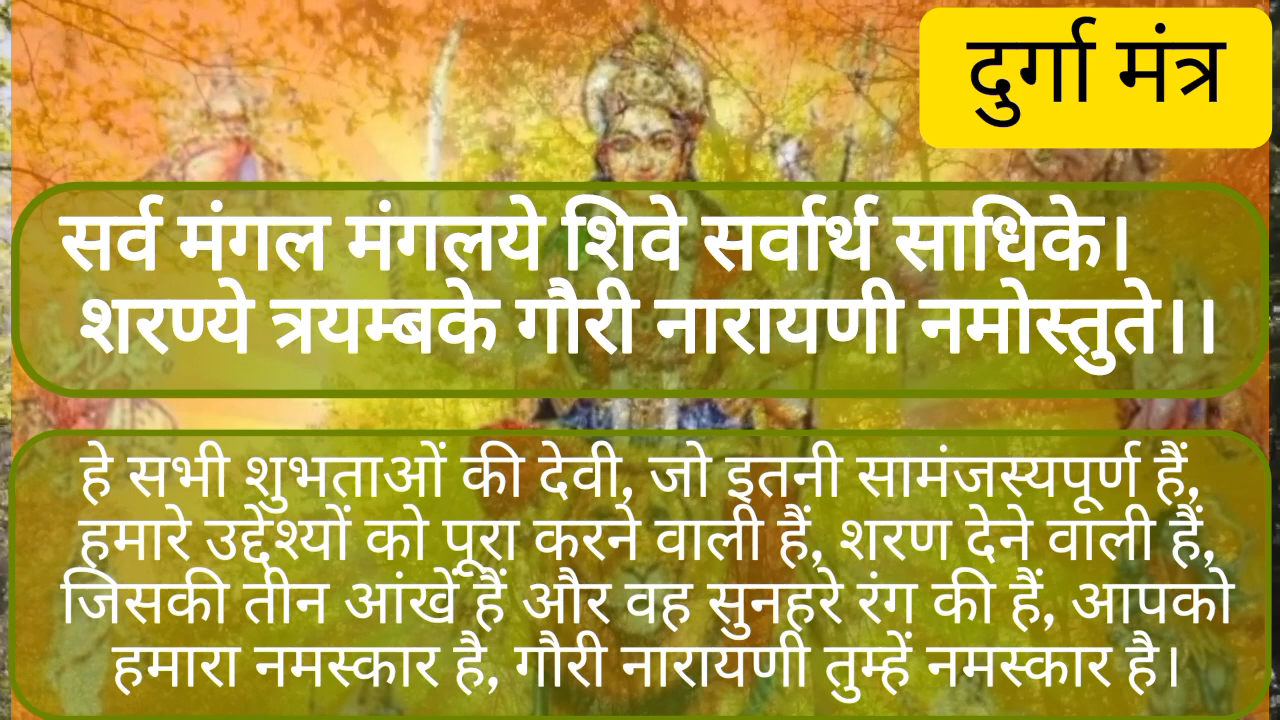 दुर्गा मंत्र
सर्व मंगल मंगलये शिवे सर्वार्थ साधिके।
शरण्ये त्रयम्बके गौरी नारायणी नमोस्तुते।।
हे सभी शुभताओं की देवी, जो इतनी सामंजस्यपूर्ण हैं,
हमारे उद्देश्यों को पूरा करने वाली हैं, शरण देने वाली हैं,
जिसकी तीन आंखें हैं और वह सुनहरे रंग की हैं, आपको
हमारा नमस्कार है, गौरी नारायणी तुम्हें नमस्कार है।